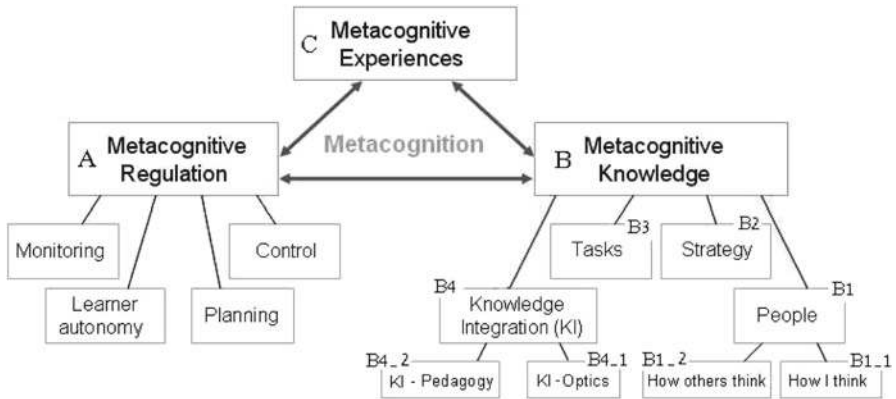 C Metacognitive
Experiences
Metacognition
A Metacognitive
Regulation
B Metacognitive
Knowledge
Monitoring
Control
Learner
autonomy
Planning
B3
Tasks
B2
Strategy
B4
Knowledge
Integration (KI)
B1
People
B4_2
KI - Pedagogy
B4_1
KI - Optics
B1_2
How others think
B1_1
How I think